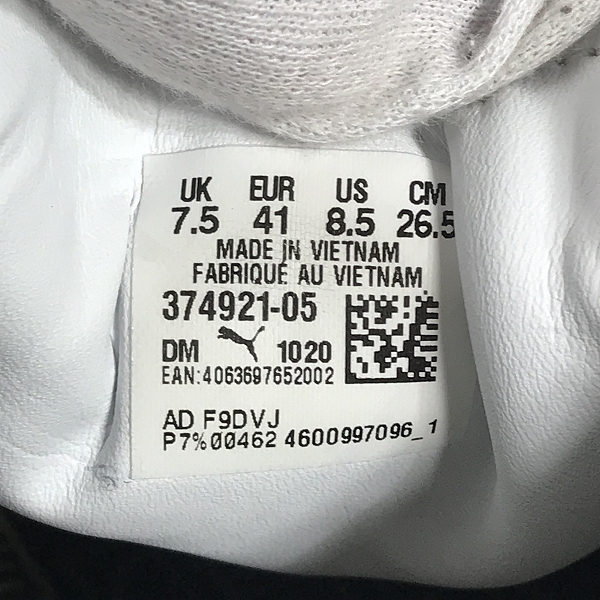 UK EUR US CM
7.5 41 8.5 26.5
MADE IN VIETNAM
FABRIQUÉ AU VIETNAM
374921-05
DM 1020
EAN:4063697652002
AD F9DVJ
P7%00462 4600997096_1